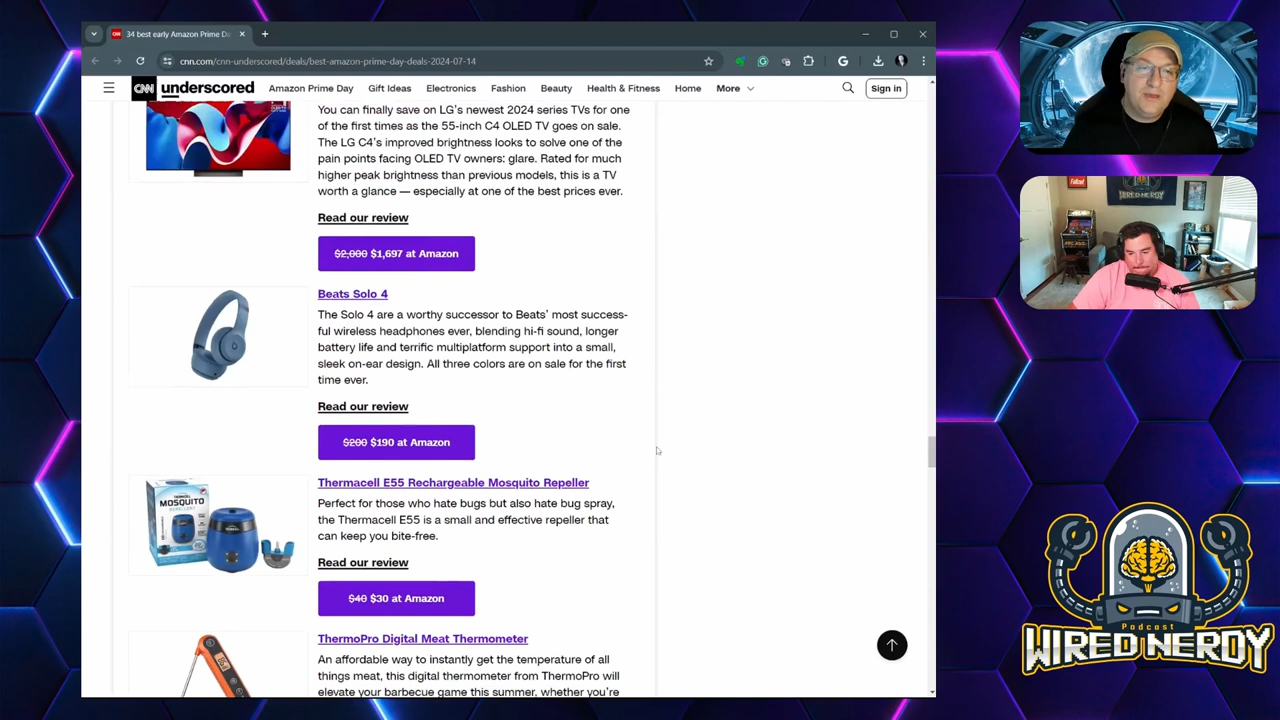 34 best early Amazon Prime Da
cnn.com/cnn-underscored/deals/best-amazon-prime-day-deals-2024-07-14
CNN underscored
Amazon Prime Day
Gift Ideas
Electronics
Fashion
Beauty
Health & Fitness
Home
More
Sign in
You can finally save on LG's newest 2024 series TVs for one
of the first times as the 55-inch C4 OLED TV goes on sale.
The LG C4's improved brightness looks to solve one of the
pain points facing OLED TV owners: glare. Rated for much
higher peak brightness than previous models, this is a TV
worth a glance — especially at one of the best prices ever.
Read our review
$2,000 $1,697 at Amazon
Beats Solo 4
The Solo 4 are a worthy successor to Beats' most success-
ful wireless headphones ever, blending hi-fi sound, longer
battery life and terrific multiplatform support into a small,
sleek on-ear design. All three colors are on sale for the first
time ever.
Read our review
$200 $190 at Amazon
Thermacell E55 Rechargeable Mosquito Repeller
MOSQUITO
Perfect for those who hate bugs but also hate bug spray,
the Thermacell E55 is a small and effective repeller that
can keep you bite-free.
Read our review
$40 $30 at Amazon
ThermoPro Digital Meat Thermometer
An affordable way to instantly get the temperature of all
things meat, this digital thermometer from ThermoPro will
elevate your barbecue game this summer, whether you're
Fallout
WIRED NERDY
Podcast
WIRED NERDY